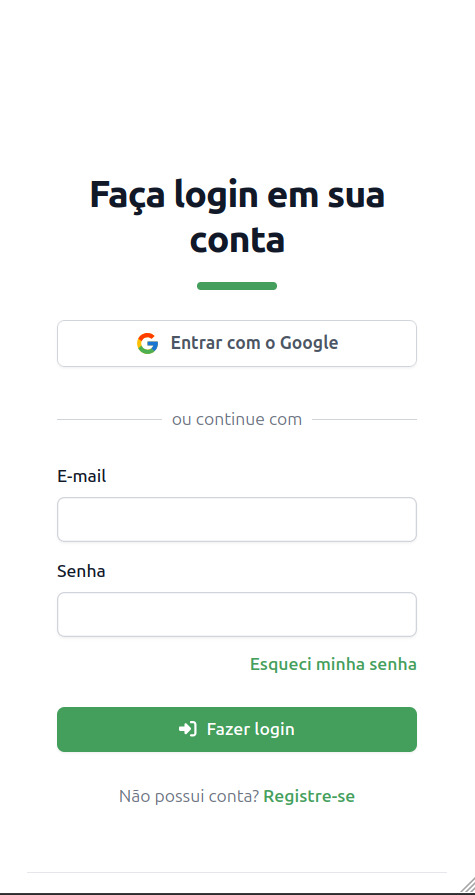 Faça login em sua
conta
Entrar com o Google
ou continue com
E-mail
Senha
Esqueci minha senha
Fazer login
Não possui conta? Registre-se